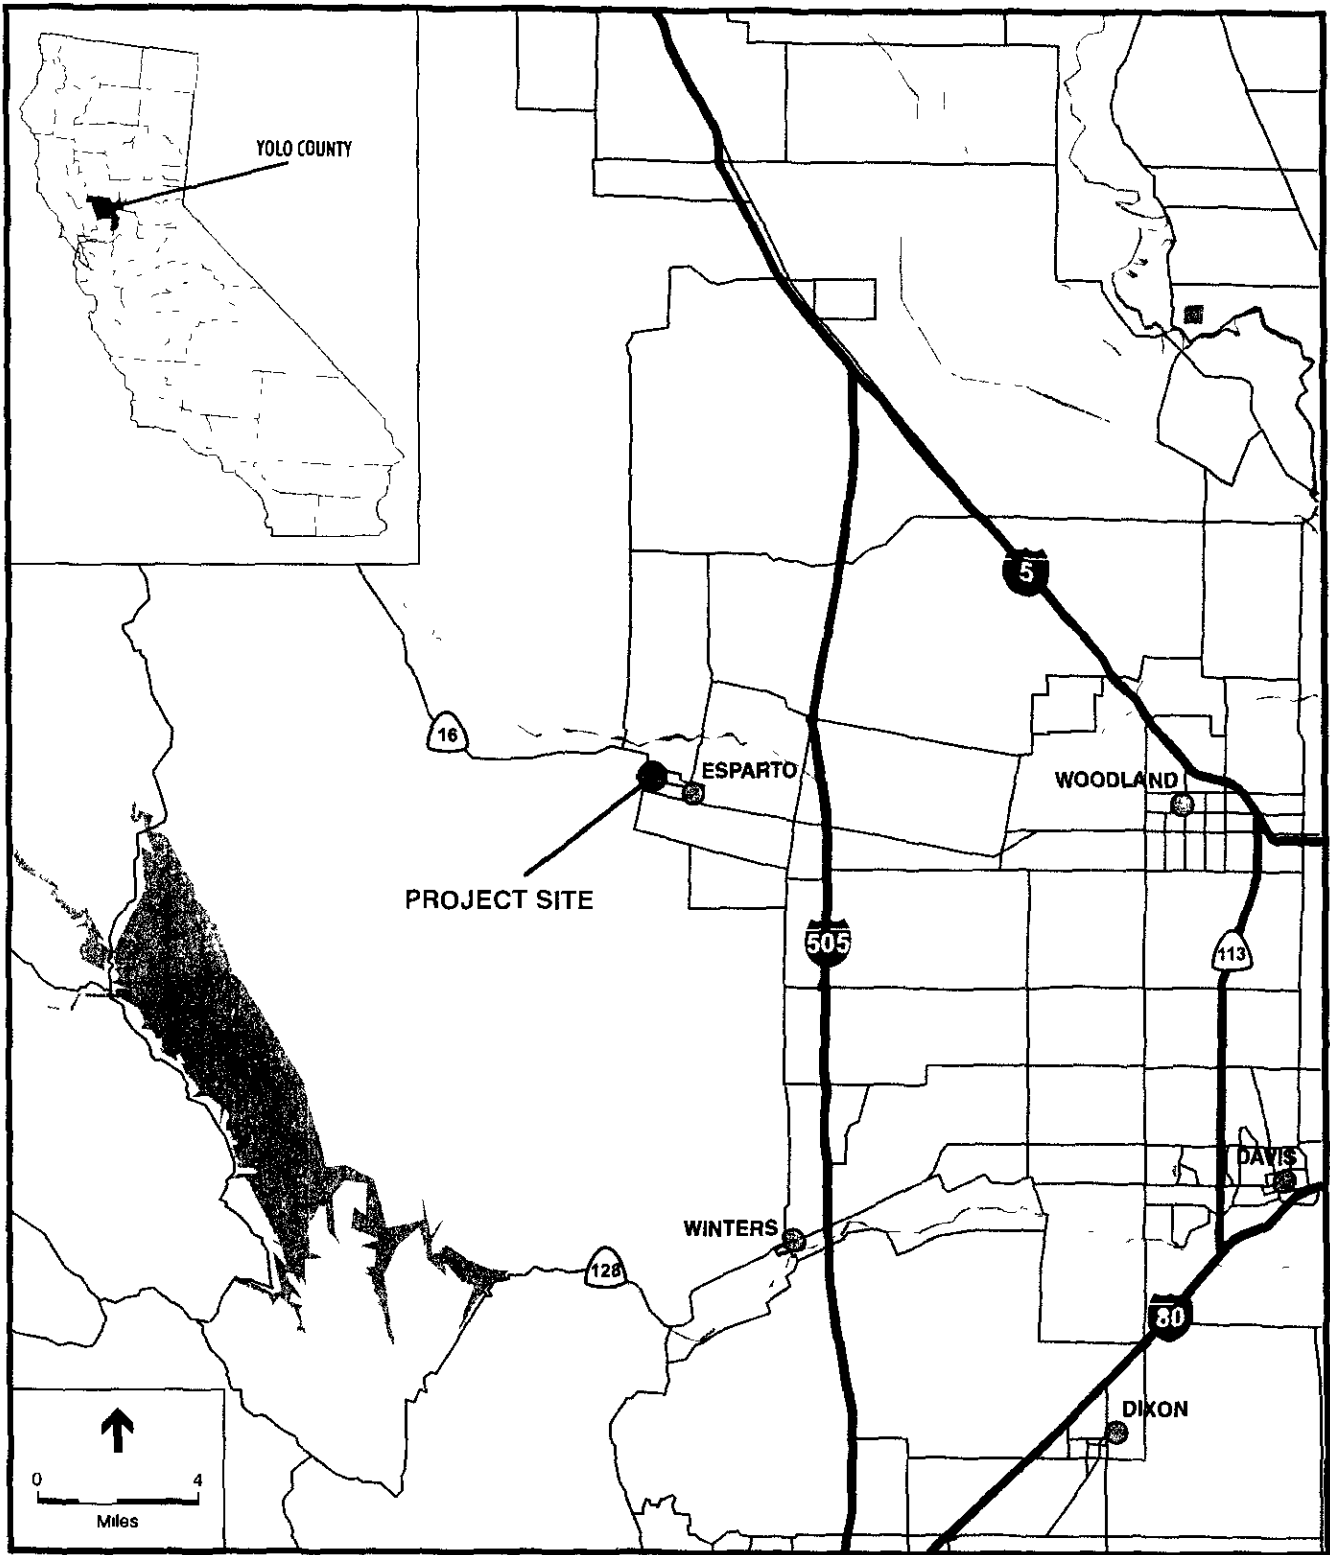 YOLO COUNTY
5
16
ESPARTO
WOODLAND
PROJECT SITE
505
113
DAVIS
WINTERS
128
80
DIXON
0 4
Miles